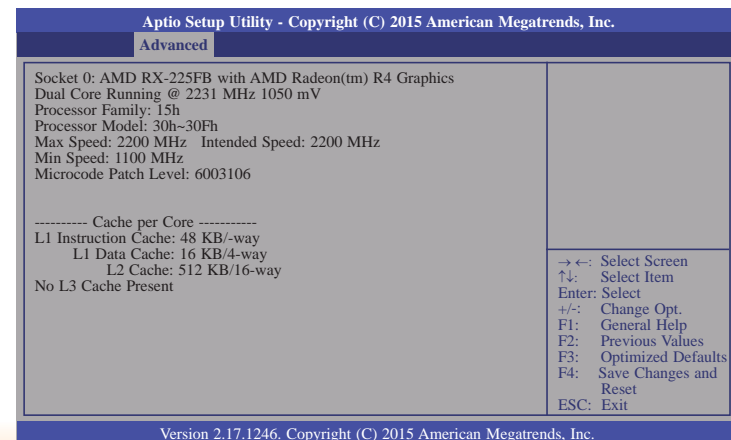 Aptio Setup Utility - Copyright (C) 2015 American Megatrends, Inc.
Advanced
Socket 0: AMD RX-225FB with AMD Radeon(tm) R4 Graphics
Dual Core Running @ 2231 MHz 1050 mV
Processor Family: 15h
Processor Model: 30h~30Fh
Max Speed: 2200 MHz Intended Speed: 2200 MHz
Min Speed: 1100 MHz
Microcode Patch Level: 6003106
---------- Cache per Core -----------
L1 Instruction Cache: 48 KB/-way
L1 Data Cache: 16 KB/4-way
L2 Cache: 512 KB/16-way
No L3 Cache Present
→←: Select Screen
↑↓: Select Item
Enter: Select
+/-: Change Opt.
F1: General Help
F2: Previous Values
F3: Optimized Defaults
F4: Save Changes and
Reset
ESC: Exit
Version 2.17.1246. Copyright (C) 2015 American Megatrends, Inc.